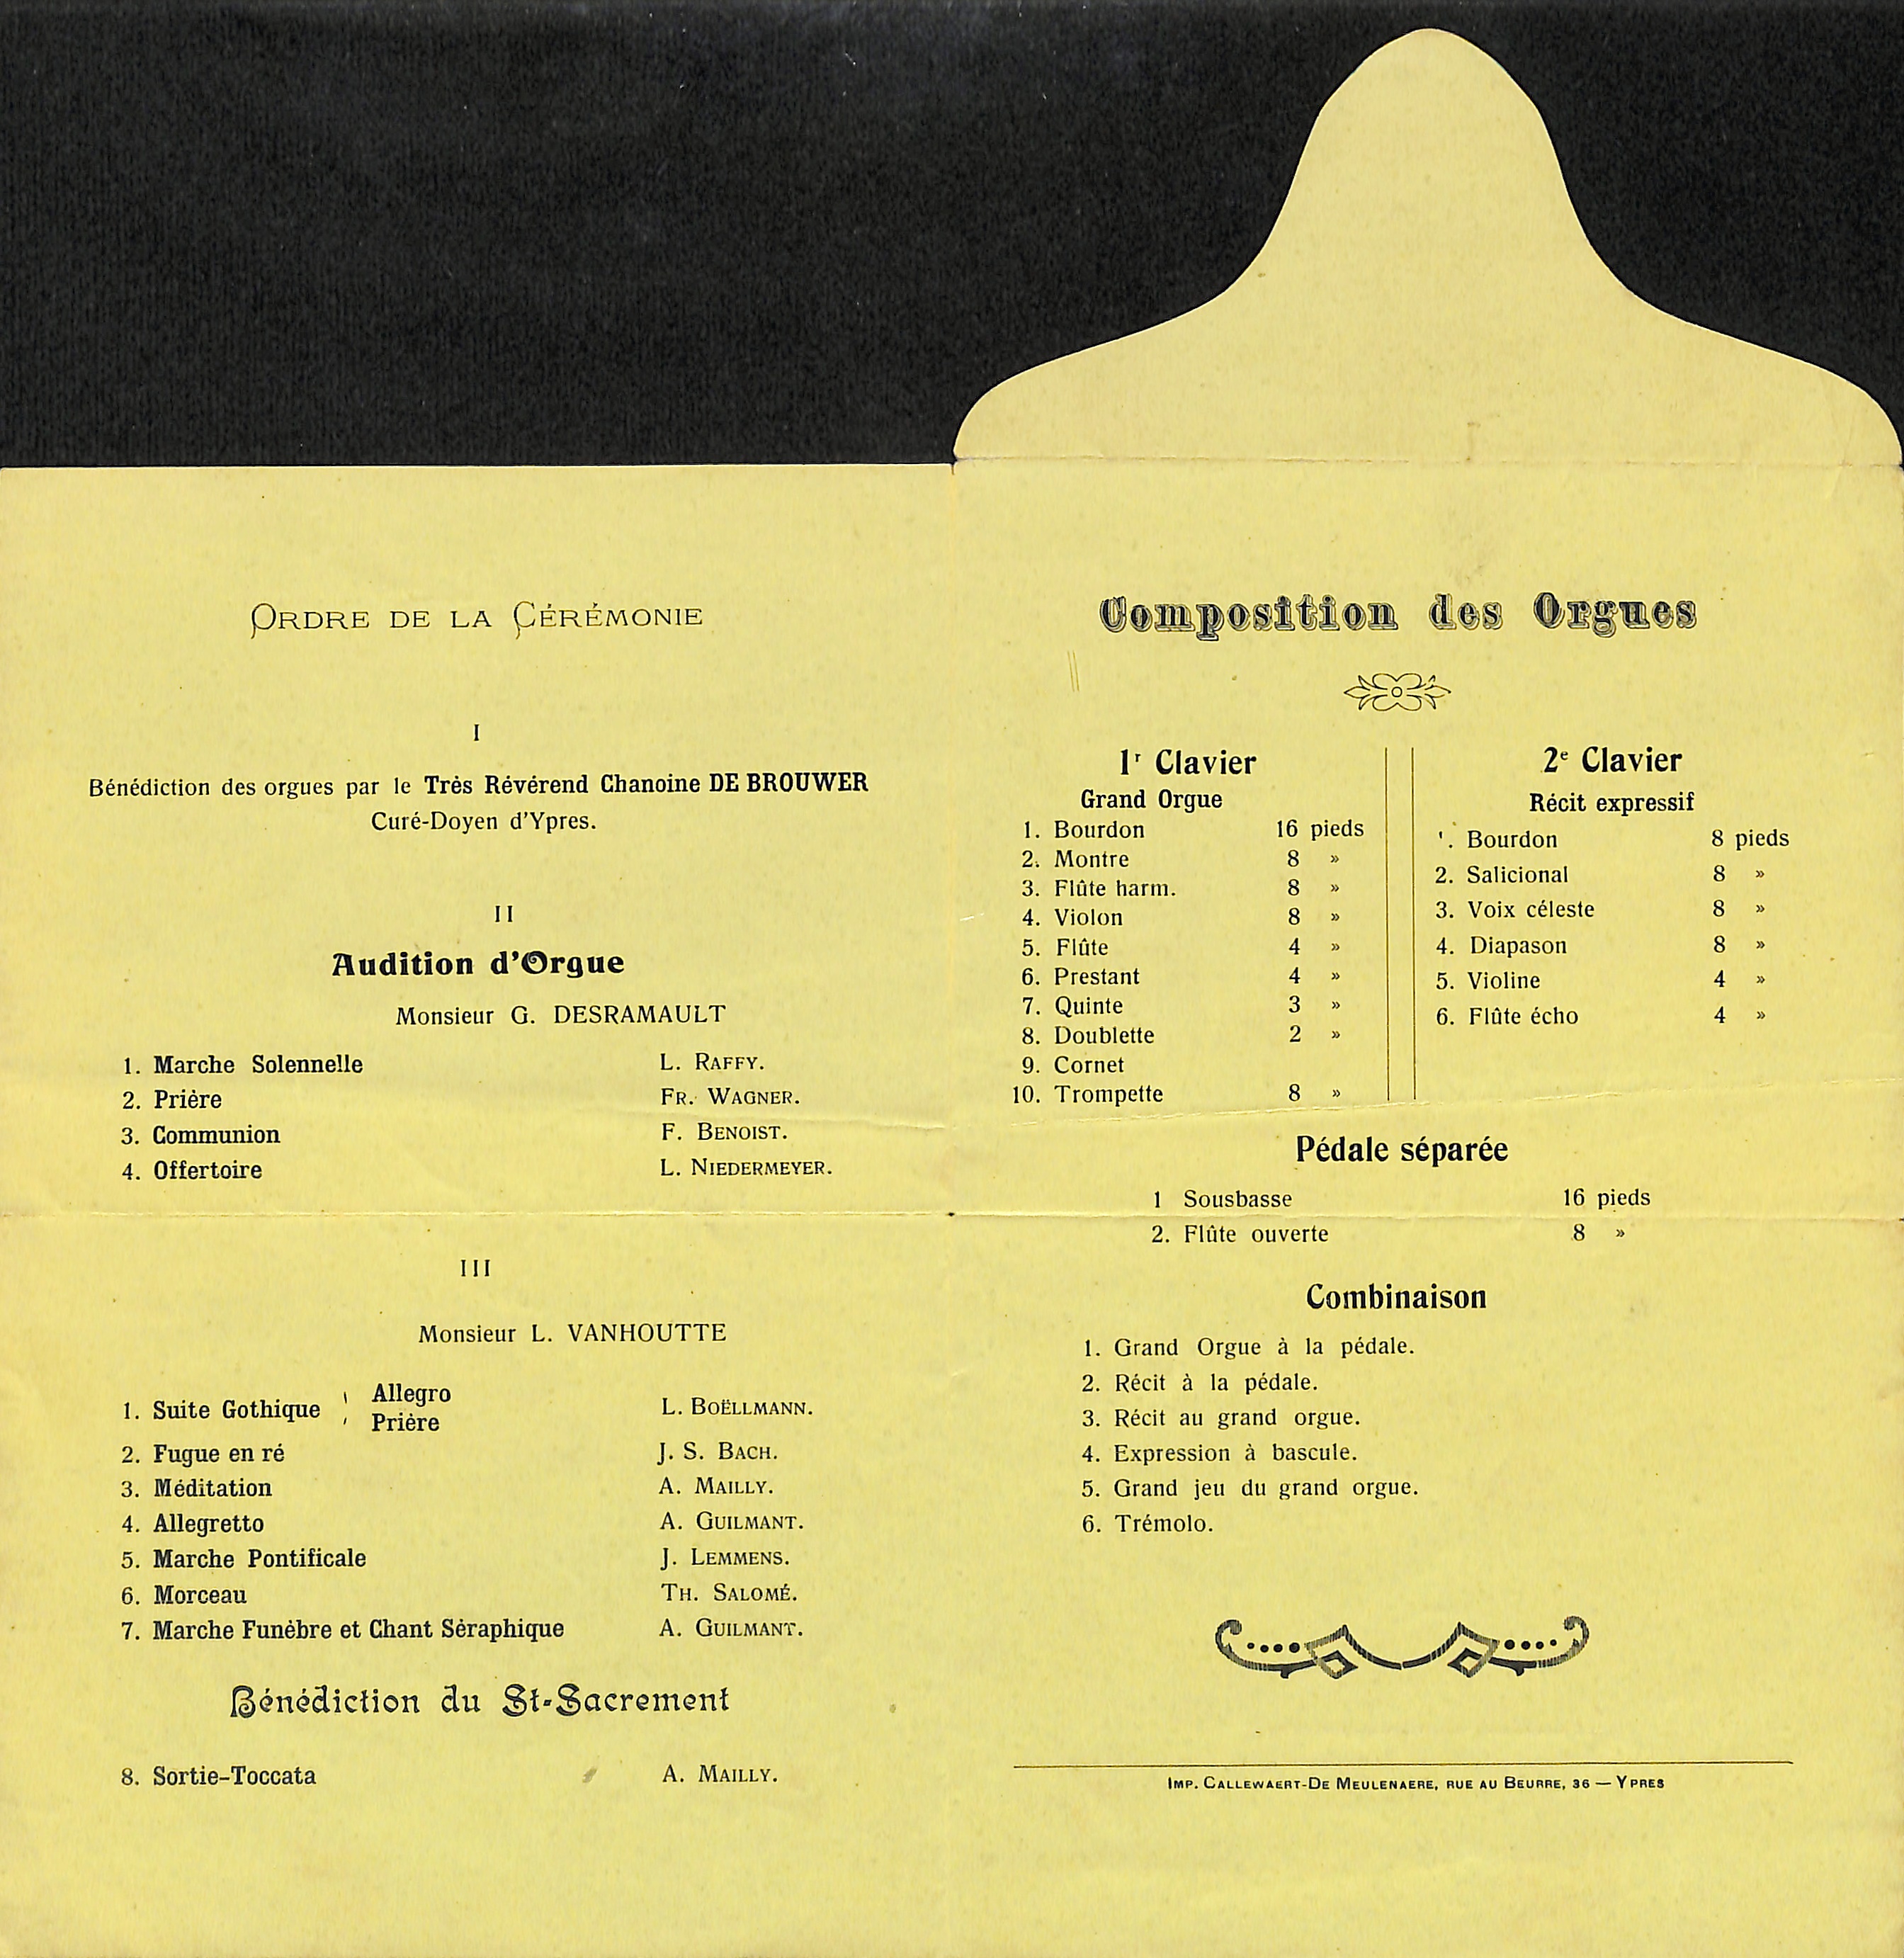 ORDRE DE LA CÉRÉMONIE
I
Bénédiction des orgues par le Très Révérend Chanoine DE BROUWER
Curé-Doyen d'Ypres.
II
Audition d'Orgue
Monsieur G. DESRAMAULT
1. Marche Solennelle L. RAFFY.
2. Prière FR. WAGNER.
3. Communion F. BENOIST.
4. Offertoire L. NIEDERMEYER.
III
Monsieur L. VANHOUTTE
1. Suite Gothique Allegro L. BOËLLMANN.
Prière
2. Fugue en ré J. S. BACH.
3. Méditation A. MAILLY.
4. Allegretto A. GUILMANT.
5. Marche Pontificale J. LEMMENS.
6. Morceau TH. SALOMÉ.
7. Marche Funèbre et Chant Séraphique A. GUILMANT.
Bénédiction du St-Sacrement
8. Sortie-Toccata A. MAILLY.
Composition des Orgues
1r Clavier
Grand Orgue
1. Bourdon 16 pieds
2. Montre 8 »
3. Flûte harm. 8 »
4. Violon 8 »
5. Flûte 4 »
6. Prestant 4 »
7. Quinte 3 »
8. Doublette 2 »
9. Cornet
10. Trompette 8 »
2e Clavier
Récit expressif
'. Bourdon 8 pieds
2. Salicional 8 »
3. Voix céleste 8 »
4. Diapason 8 »
5. Violine 4 »
6. Flûte écho 4 »
Pédale séparée
1 Sousbasse 16 pieds
2. Flûte ouverte 8 »
Combinaison
1. Grand Orgue à la pédale.
2. Récit à la pédale.
3. Récit au grand orgue.
4. Expression à bascule.
5. Grand jeu du grand orgue.
6. Trémolo.
IMP. CALLEWAERT-DE MEULENAERE, RUE AU BEURRE, 36 — YPRES